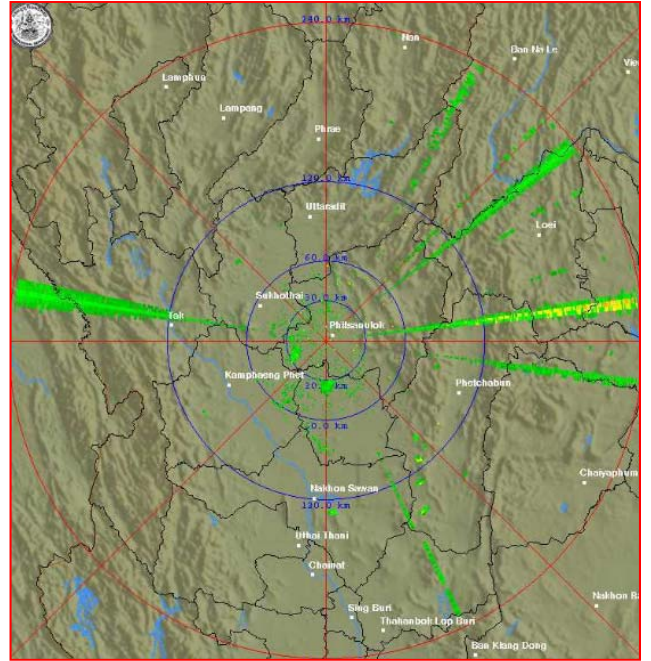 240.0 km
Nan
Ban Na Le
Lamphun
Lampang
Phrae
120.0 km
Uttaradit
Loei
60.0 km
Sukhothai
30.0 km
Tak
Phitsanulok
Kamphaeng Phet
Phetchabun
Chaiyaphum
Nakhon Sawan
120.0 km
Uthai Thani
Chainat
Sing Buri
Thahanbok Lop Buri
Ban Klang Dong